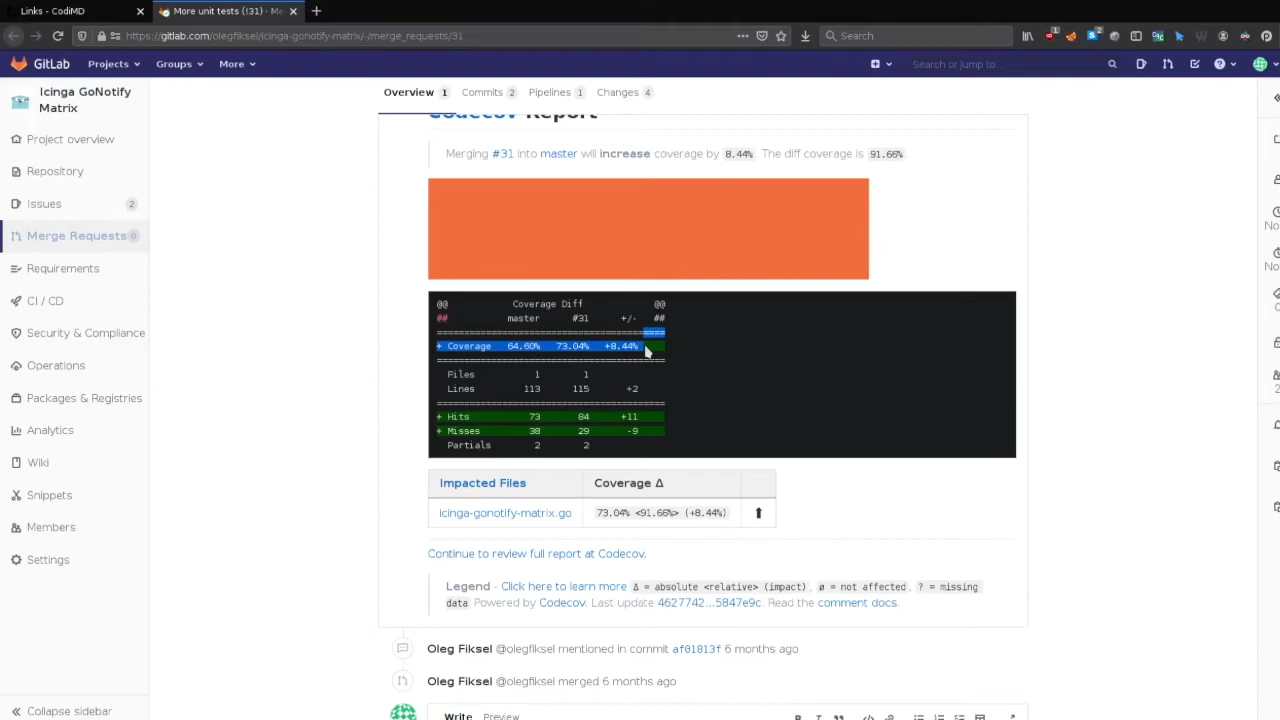 Links - CodiMD
More unit tests (!31) · Me
https://gitlab.com/olegfiksel/icinga-gonotify-matrix/-/merge_requests/31
Search
GitLab
Projects
Groups
More
Search or jump to…
Icinga GoNotify
Matrix
Project overview
Repository
Issues 2
Merge Requests 0
Requirements
CI / CD
Security & Compliance
Operations
Packages & Registries
Analytics
Wiki
Snippets
Members
Settings
Collapse sidebar
Overview 1
Commits 2
Pipelines 1
Changes 4
Codecov Report
Merging #31 into master will increase coverage by 8.44%. The diff coverage is 91.66%.
@@ Coverage Diff @@
## master #31 +/- ##
==========================================
+ Coverage 64.60% 73.04% +8.44%
==========================================
Files 1 1
Lines 113 115 +2
==========================================
+ Hits 73 84 +11
+ Misses 38 29 -9
Partials 2 2
Impacted Files Coverage Δ
icinga-gonotify-matrix.go 73.04% <91.66%> (+8.44%) ⬆
Continue to review full report at Codecov.
Legend - Click here to learn more Δ = absolute <relative> (impact), ø = not affected, ? = missing
data Powered by Codecov. Last update 4627742...5847e9c. Read the comment docs.
Oleg Fiksel @olegfiksel mentioned in commit af01813f 6 months ago
Oleg Fiksel @olegfiksel merged 6 months ago
Write Preview
No
No